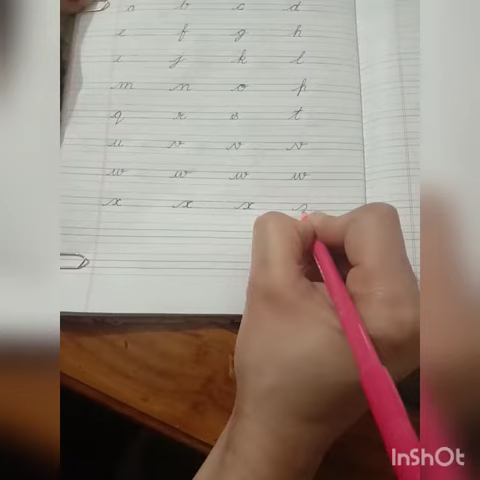 a b c d
e f g h
i j k l
m n o p
q r s t
u v v v
w w w w
x x x
InShOt